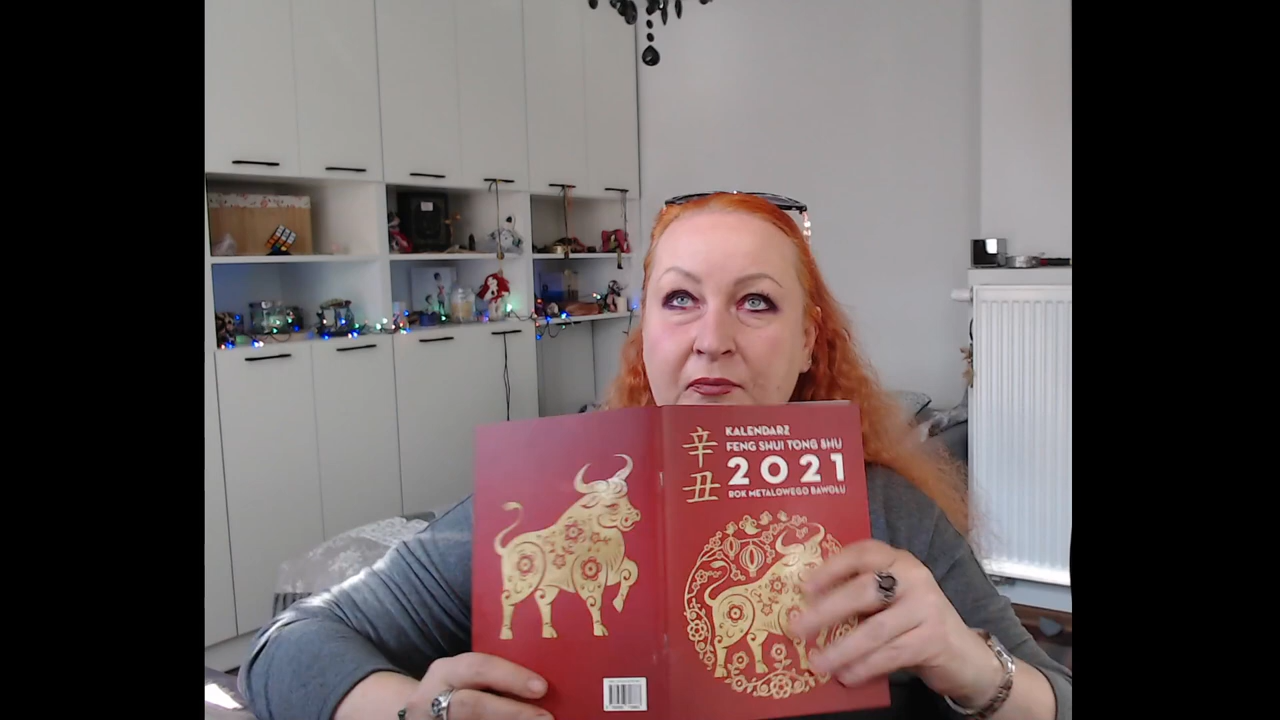 辛丑
KALENDARZ
FENG SHUI TONG SHU
2021
ROK METALOWEGO BAWOŁU